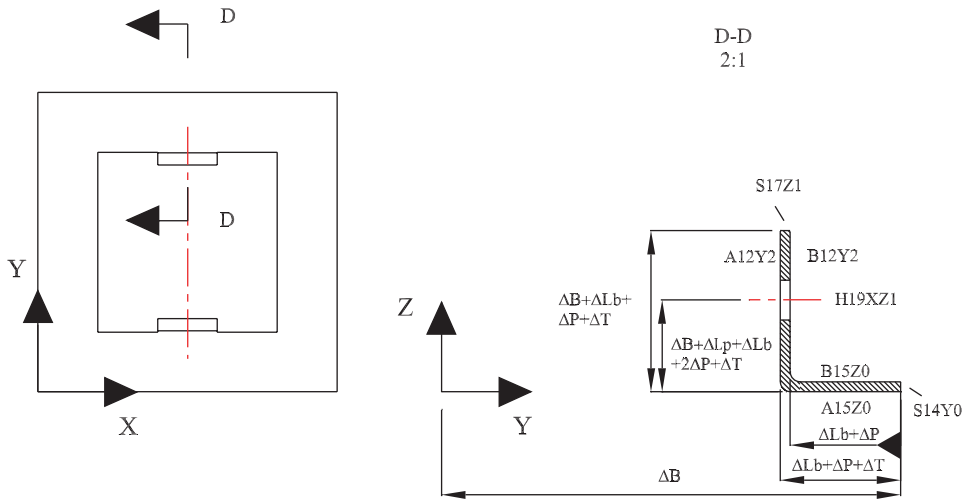 D
D-D
2:1
D
Y
X
Z
Y
S17Z1
A12Y2
B12Y2
H19XZ1
ΔB+ΔLb+
ΔP+ΔT
ΔB+ΔLp+ΔLb
+2ΔP+ΔT
B15Z0
A15Z0
S14Y0
ΔLb+ΔP
ΔLb+ΔP+ΔT
ΔB